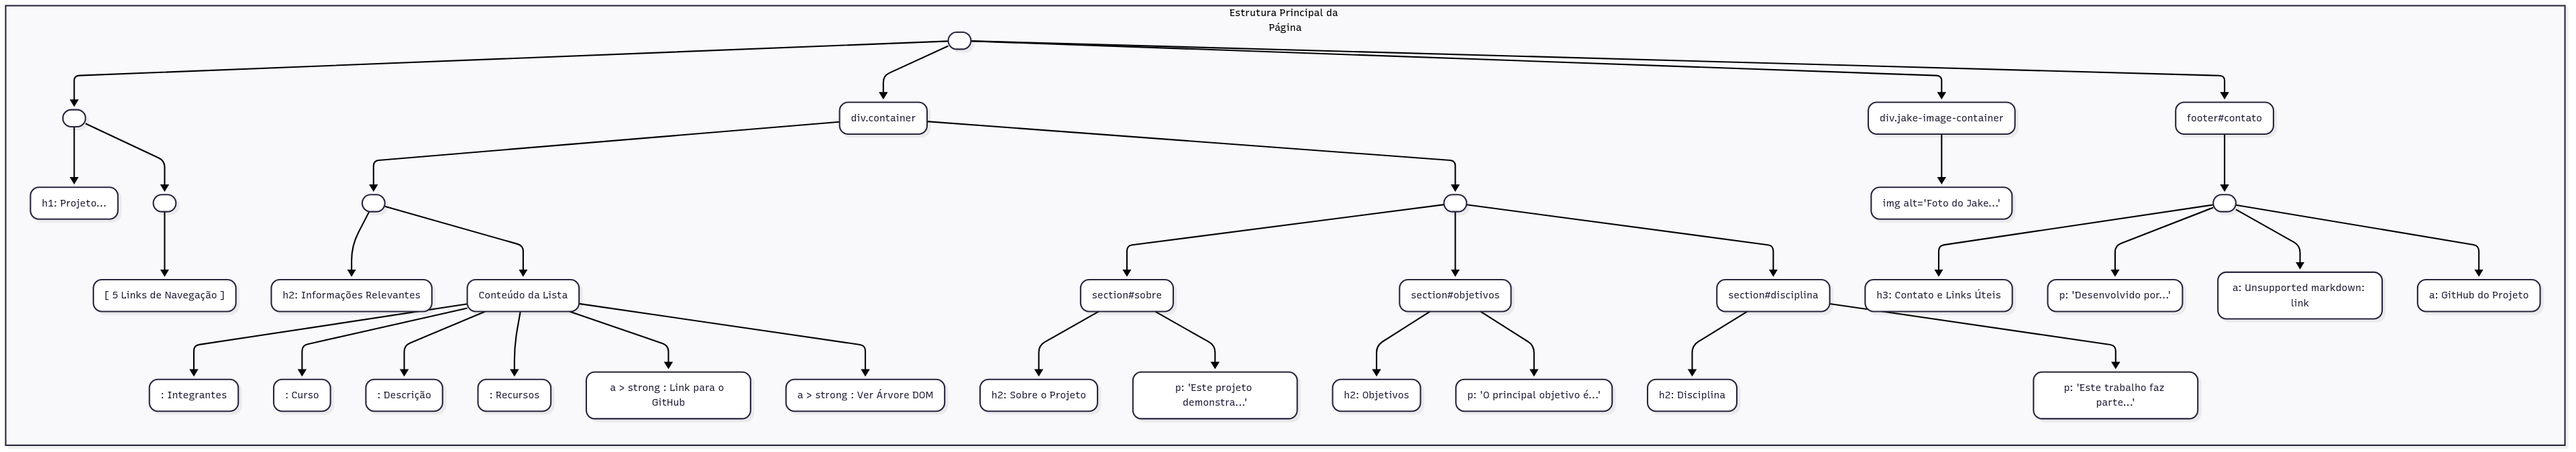 Estrutura Principal da
Página
div.container
div.jake-image-container
footer#contato
h1: Projeto...
img alt='Foto do Jake...'
[ 5 Links de Navegação ]
h2: Informações Relevantes
Conteúdo da Lista
section#sobre
section#objetivos
section#disciplina
h3: Contato e Links Úteis
p: 'Desenvolvido por...'
a: Unsupported markdown:
link
a: GitHub do Projeto
: Integrantes
: Curso
: Descrição
: Recursos
a > strong : Link para o
GitHub
a > strong : Ver Árvore DOM
h2: Sobre o Projeto
p: 'Este projeto
demonstra...'
h2: Objetivos
p: 'O principal objetivo é...'
h2: Disciplina
p: 'Este trabalho faz
parte...'